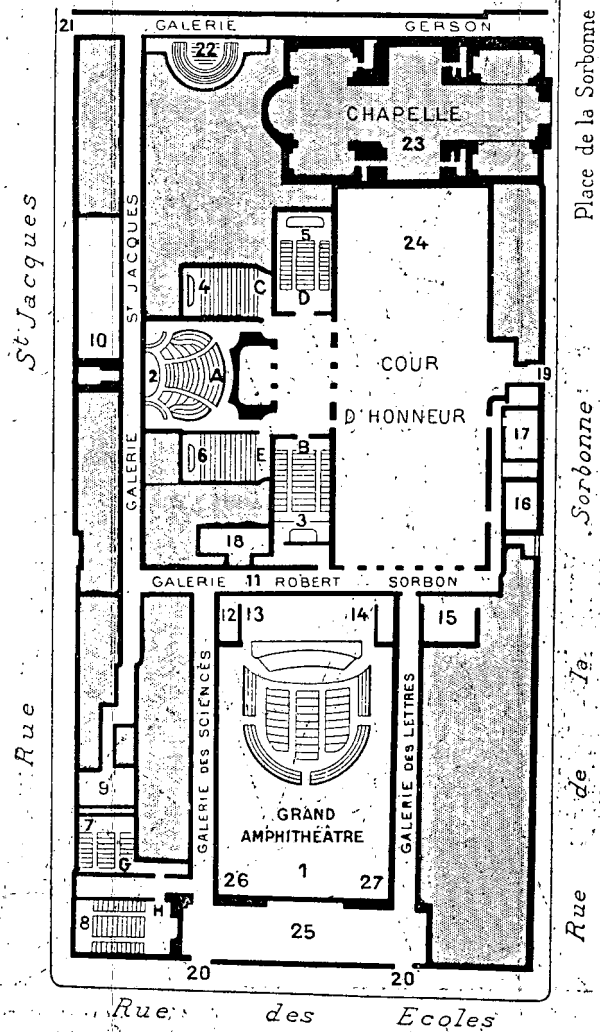 21 GALERIE GERSON
22
CHAPELLE
23
Place de la Sorbonne
24
5
D
4 C
ST JACQUES
St Jacques
10
2 A
COUR
D'HONNEUR
19
17
16
Sorbonne
B
6 E
3
18
GALERIE
GALERIE 11 ROBERT SORBON
12 13 14 15
GALERIE DES SCIENCES
GALERIE DES LETTRES
la
de
Rue
Rue
9
7
G
8 H
GRAND
AMPHITHÉÂTRE
1
26 27
25
20 20
Rue des Ecoles